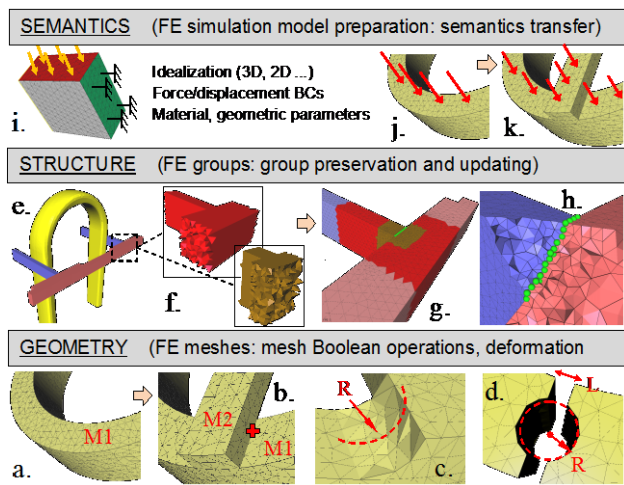 SEMANTICS (FE simulation model preparation: semantics transfer)
Idealization (3D, 2D ...)
Force/displacement BCs
Material, geometric parameters
i.
j.
k.
STRUCTURE (FE groups: group preservation and updating)
e.
f.
g.
h.
GEOMETRY (FE meshes: mesh Boolean operations, deformation
M1
a.
b.
M2
M1
R
c.
d.
L
R